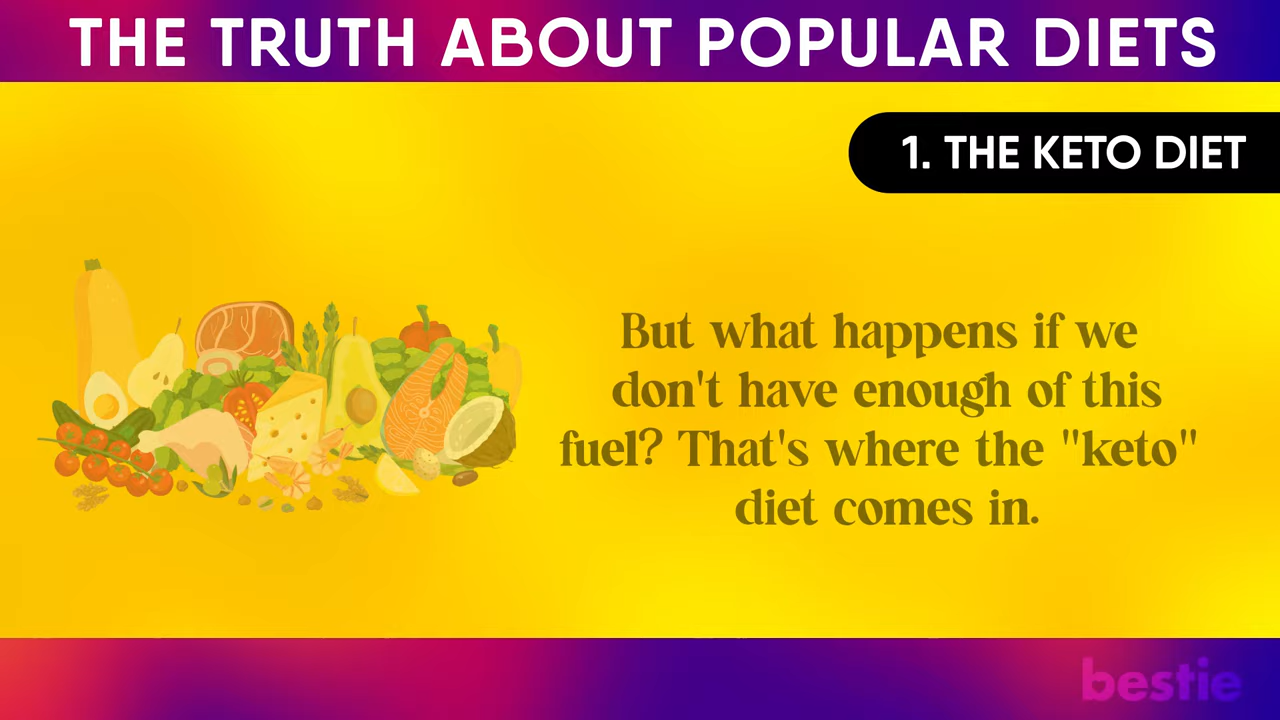 THE TRUTH ABOUT POPULAR DIETS
1. THE KETO DIET
But what happens if we
don't have enough of this
fuel? That's where the "keto"
diet comes in.
bestie